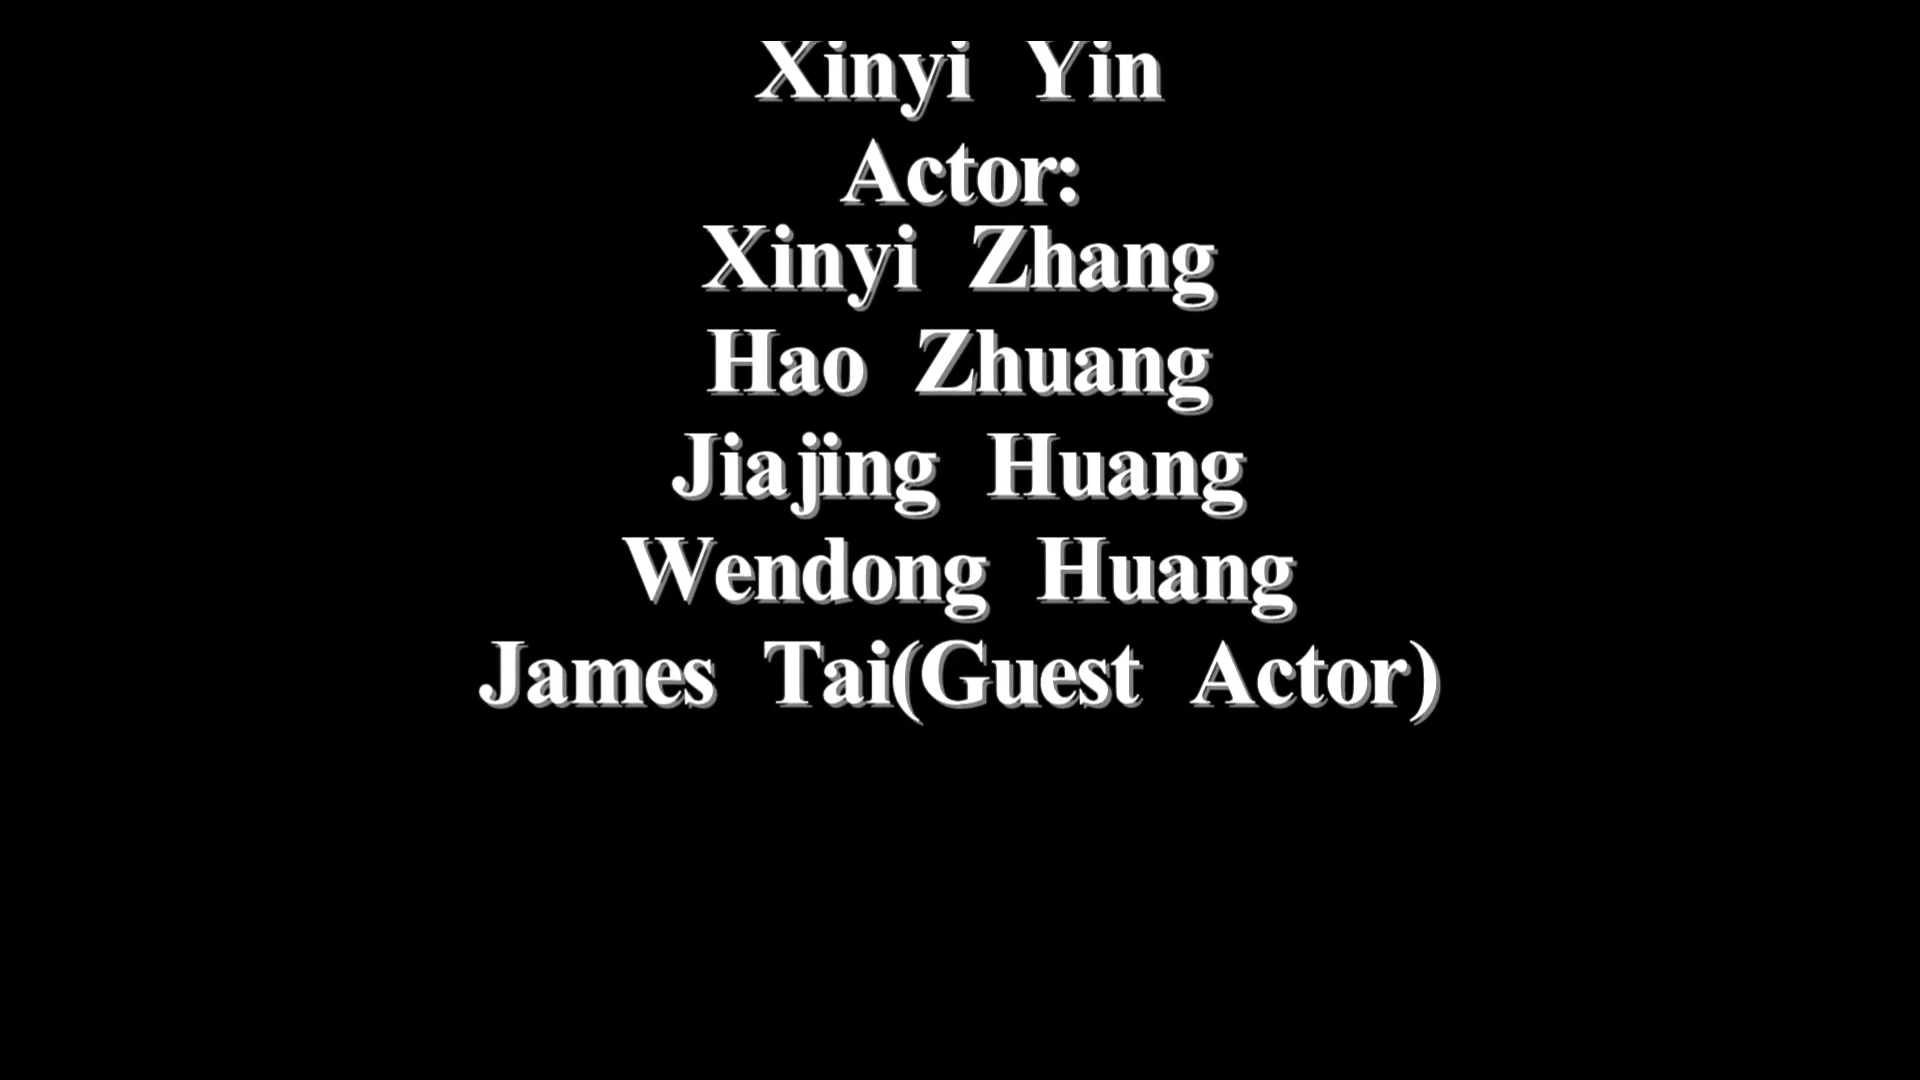 Xinyi Yin
Actor:
Xinyi Zhang
Hao Zhuang
Jiajing Huang
Wendong Huang
James Tai(Guest Actor)